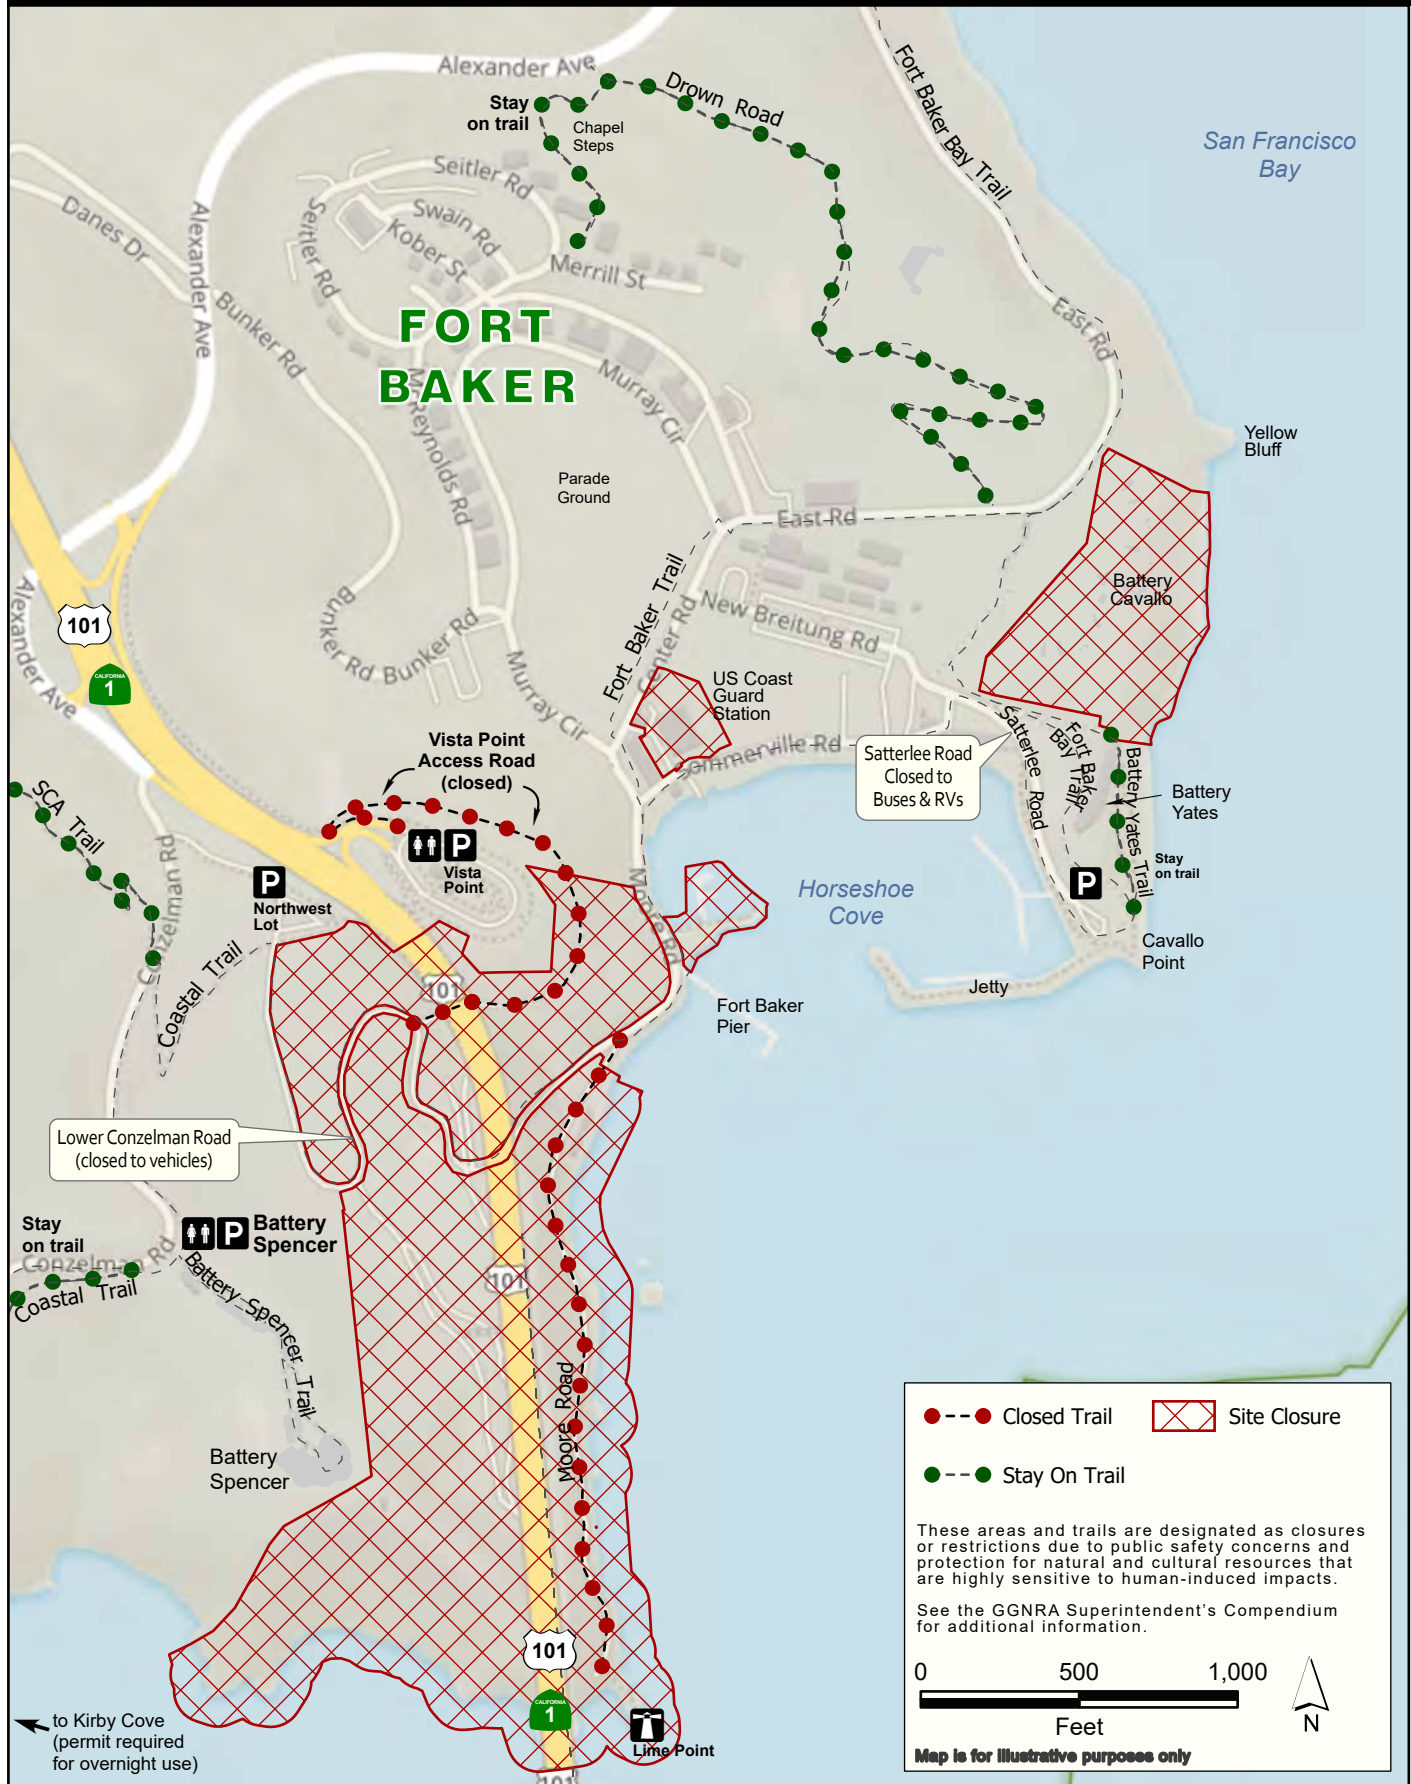 Alexander Ave
Stay
on trail
Chapel
Steps
Drown Road
Fort Baker Bay Trail
San Francisco
Bay
Seitler Rd
Seitler Rd
Swain Rd
Kober St
Merrill St
Danes Dr
Alexander Ave
Bunker Rd
FORT
BAKER
East Rd
Murray Cir
McReynolds Rd
Yellow
Bluff
Parade
Ground
East Rd
Battery
Cavallo
101
CALIFORNIA
1
Alexander Ave
Bunker Rd
Bunker Rd
Murray Cir
Fort Baker Trail
Center Rd
New Breitung Rd
US Coast
Guard
Station
Sommerville Rd
Vista Point
Access Road
(closed)
Satterlee Road
Closed to
Buses & RVs
Satterlee Road
Fort Baker
Bay Trail
Battery Yates Trail
Battery
Yates
Stay
on trail
P
SCA Trail
Conzelman Rd
P
Northwest
Lot
P
Vista
Point
Moore Rd
Horseshoe
Cove
Cavallo
Point
Jetty
Coastal Trail
101
Fort Baker
Pier
Lower Conzelman Road
(closed to vehicles)
Stay
on trail
Conzelman Rd
Coastal Trail
P
Battery
Spencer
Battery Spencer Trail
101
Moore Road
Battery
Spencer
Closed Trail
Site Closure
Stay On Trail
These areas and trails are designated as closures
or restrictions due to public safety concerns and
protection for natural and cultural resources that
are highly sensitive to human-induced impacts.
See the GGNRA Superintendent's Compendium
for additional information.
0 500 1,000
Feet
N
Map is for illustrative purposes only
101
CALIFORNIA
1
Lime Point
to Kirby Cove
(permit required
for overnight use)
101